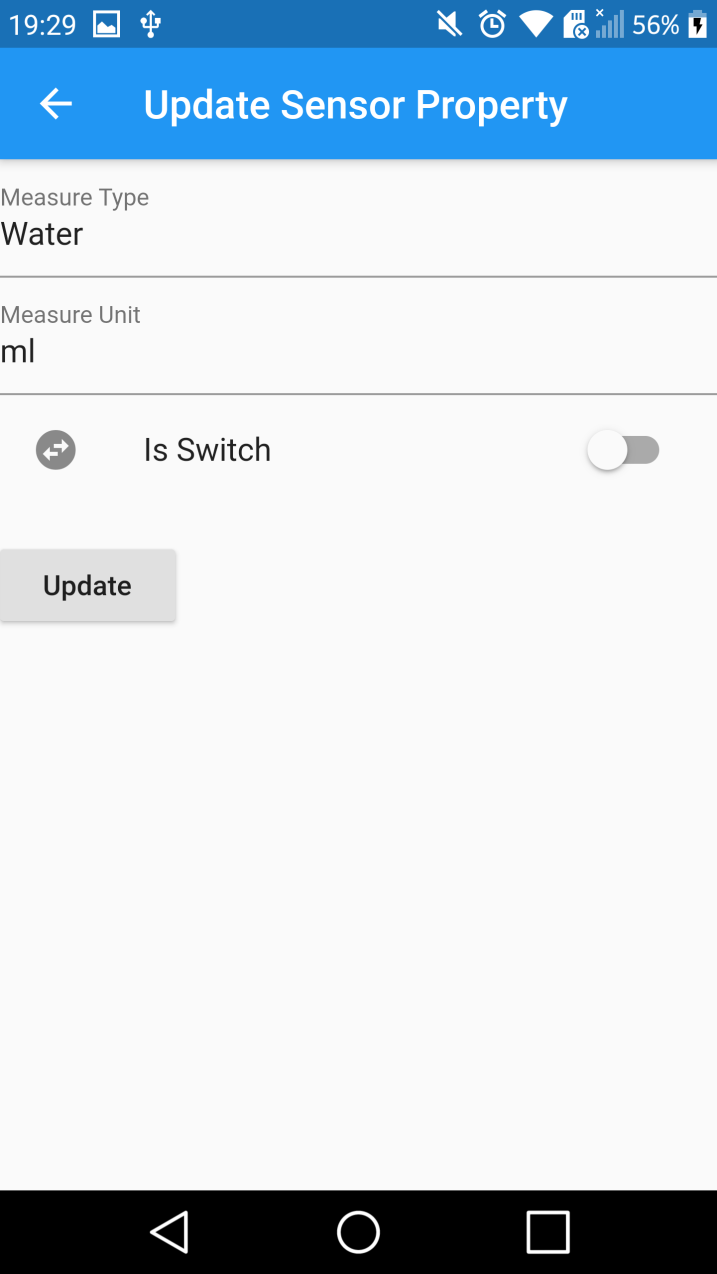 19:29 56%
Update Sensor Property
Measure Type
Water
Measure Unit
ml
Is Switch
Update